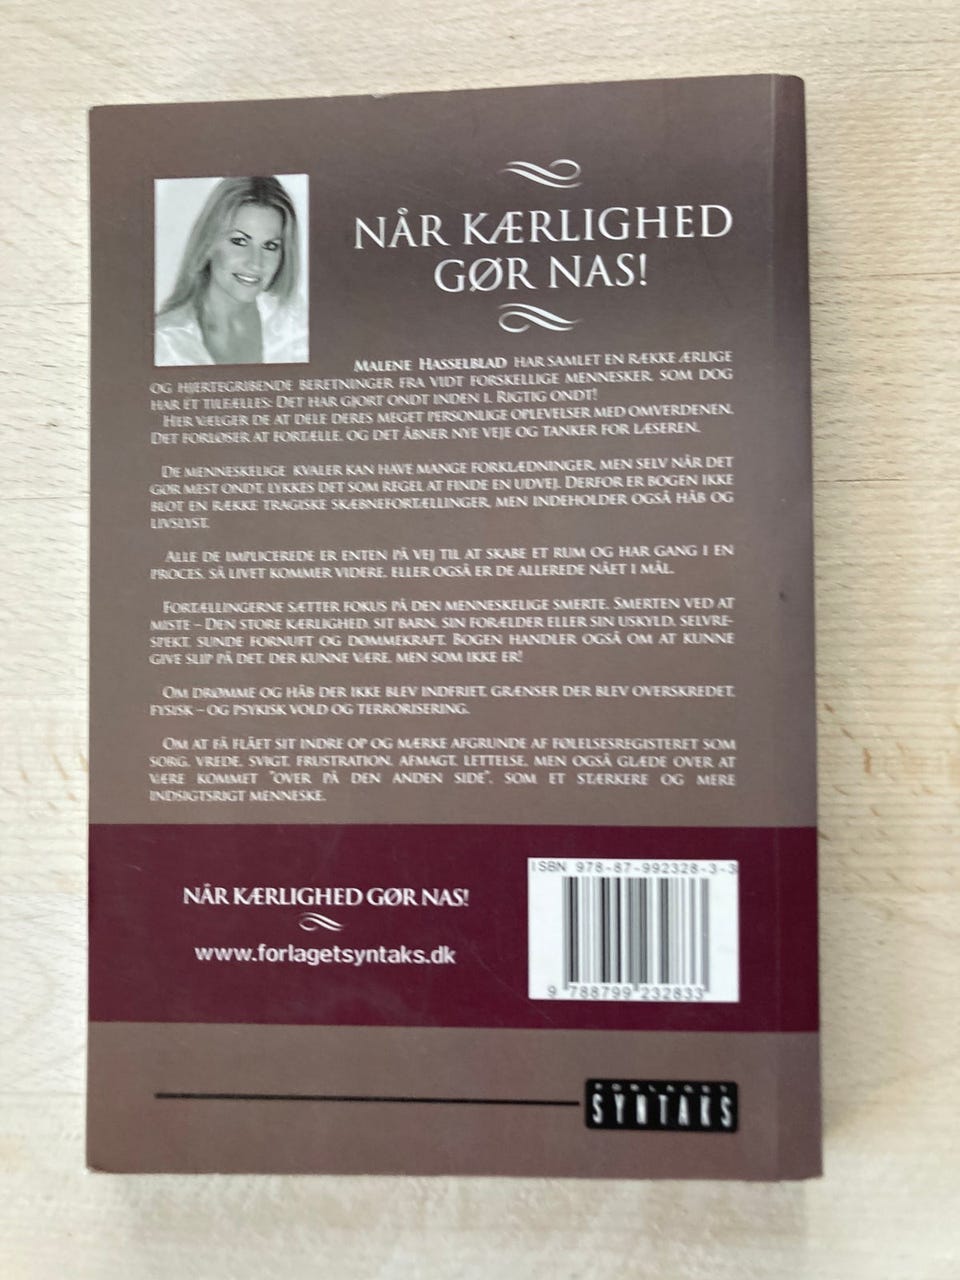 NÅR KÆRLIGHED
GØR NAS!
MALENE HASSELBLAD HAR SAMLET EN RÆKKE ÆRLIGE
OG HJERTEGRIBENDE BERETNINGER FRA VIDT FORSKELLIGE MENNESKER, SOM DOG
HAR ÉT TILFÆLLES: DET HAR GJORT ONDT INDEN I. RIGTIG ONDT!
HER VÆLGER DE AT DELE DERES MEGET PERSONLIGE OPLEVELSER MED OMVERDENEN.
DET FORLØSER AT FORTÆLLE, OG DET ÅBNER NYE VEJE OG TANKER FOR LÆSEREN.
DE MENNESKELIGE KVALER KAN HAVE MANGE FORKLÆDNINGER, MEN SELV NÅR DET
GØR MEST ONDT, LYKKES DET SOM REGEL AT FINDE EN UDVEJ. DERFOR ER BOGEN IKKE
BLOT EN RÆKKE TRAGISKE SKÆBNEFORTÆLLINGER, MEN INDEHOLDER OGSÅ HÅB OG
LIVSLYST.
ALLE DE IMPLICEREDE ER ENTEN PÅ VEJ TIL AT SKABE ET RUM OG HAR GANG I EN
PROCES, SÅ LIVET KOMMER VIDERE, ELLER OGSÅ ER DE ALLEREDE NÅET I MÅL.
FORTÆLLINGERNE SÆTTER FOKUS PÅ DEN MENNESKELIGE SMERTE. SMERTEN VED AT
MISTE – DEN STORE KÆRLIGHED, SIT BARN, SIN FORÆLDER ELLER SIN USKYLD, SELVRE-
SPEKT, SUNDE FORNUFT OG DØMMEKRAFT. BOGEN HANDLER OGSÅ OM AT KUNNE
GIVE SLIP PÅ DET, DER KUNNE VÆRE, MEN SOM IKKE ER!
OM DRØMME OG HÅB DER IKKE BLEV INDFRIET, GRÆNSER DER BLEV OVERSKREDET,
FYSISK – OG PSYKISK VOLD OG TERRORISERING.
OM AT FÅ FLÅET SIT INDRE OP OG MÆRKE AFGRUNDE AF FØLELSESREGISTERET SOM
SORG, VREDE, SVIGT, FRUSTRATION, AFMAGT, LETTELSE, MEN OGSÅ GLÆDE OVER AT
VÆRE KOMMET "OVER PÅ DEN ANDEN SIDE", SOM ET STÆRKERE OG MERE
INDSIGTSRIGT MENNESKE.
NÅR KÆRLIGHED GØR NAS!
www.forlagetsyntaks.dk
ISBN 978-87-992328-3-3
9 788799 232833
FORLAGET
SYNTAKS